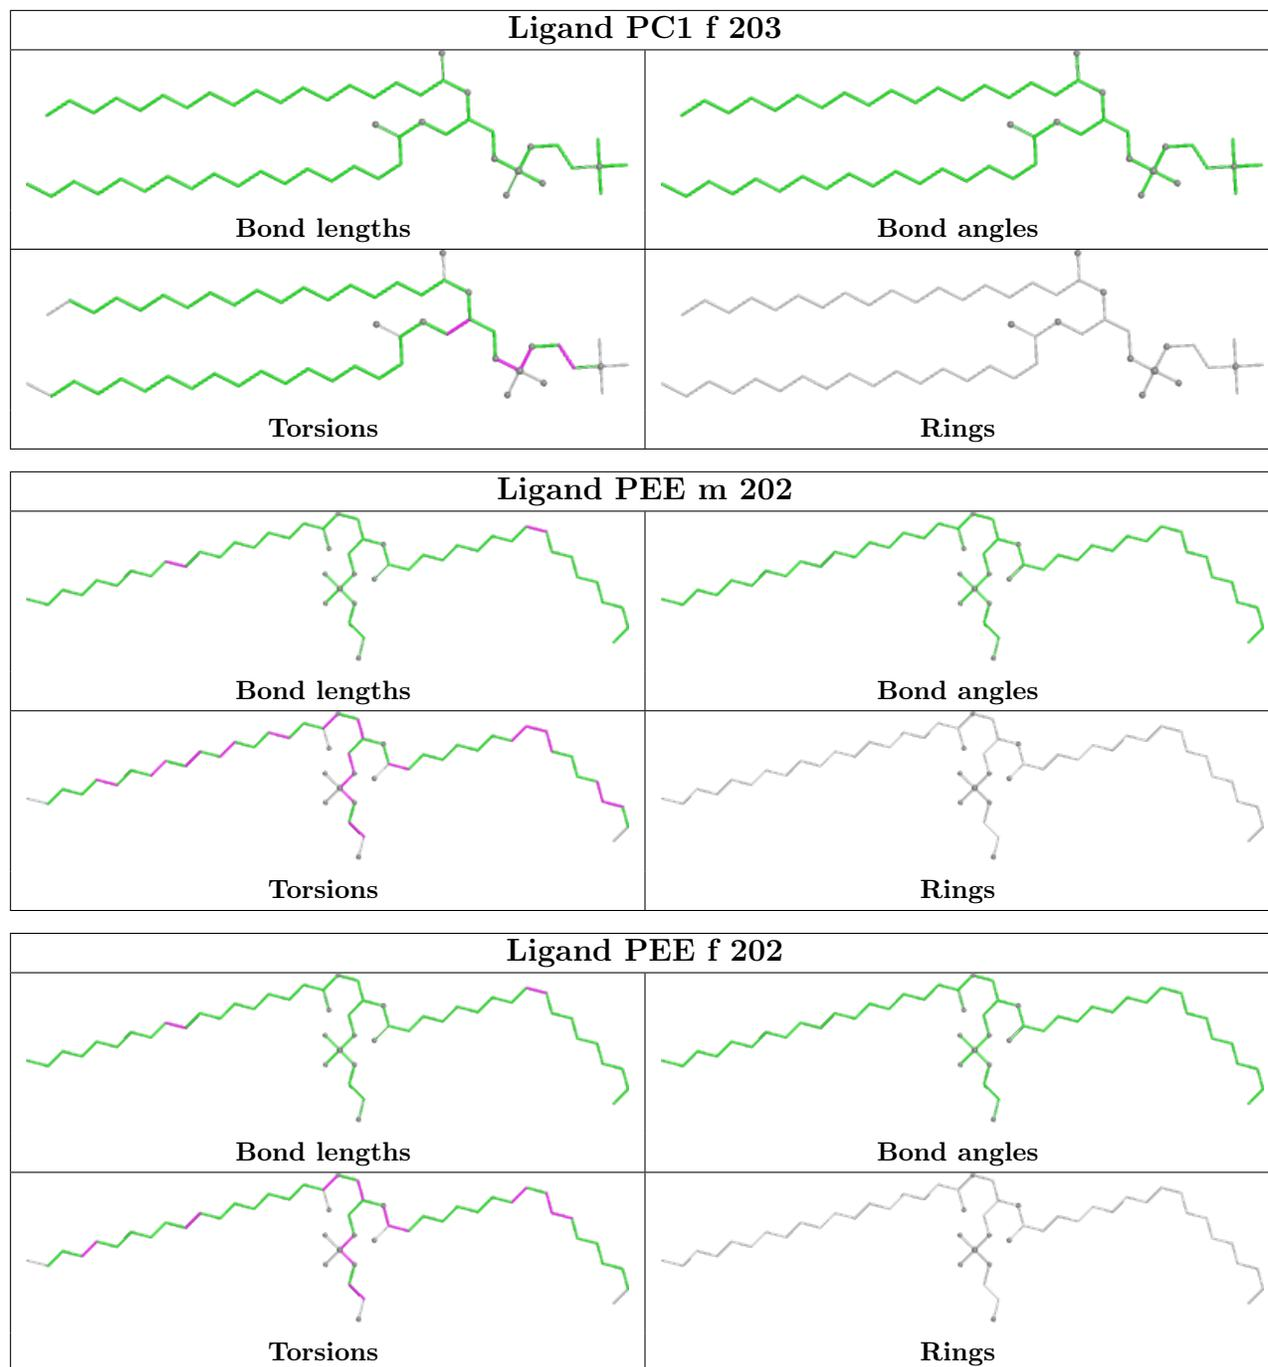 Ligand PC1 f 203
Bond lengths
Bond angles
Torsions
Rings
Ligand PEE m 202
Bond lengths
Bond angles
Torsions
Rings
Ligand PEE f 202
Bond lengths
Bond angles
Torsions
Rings